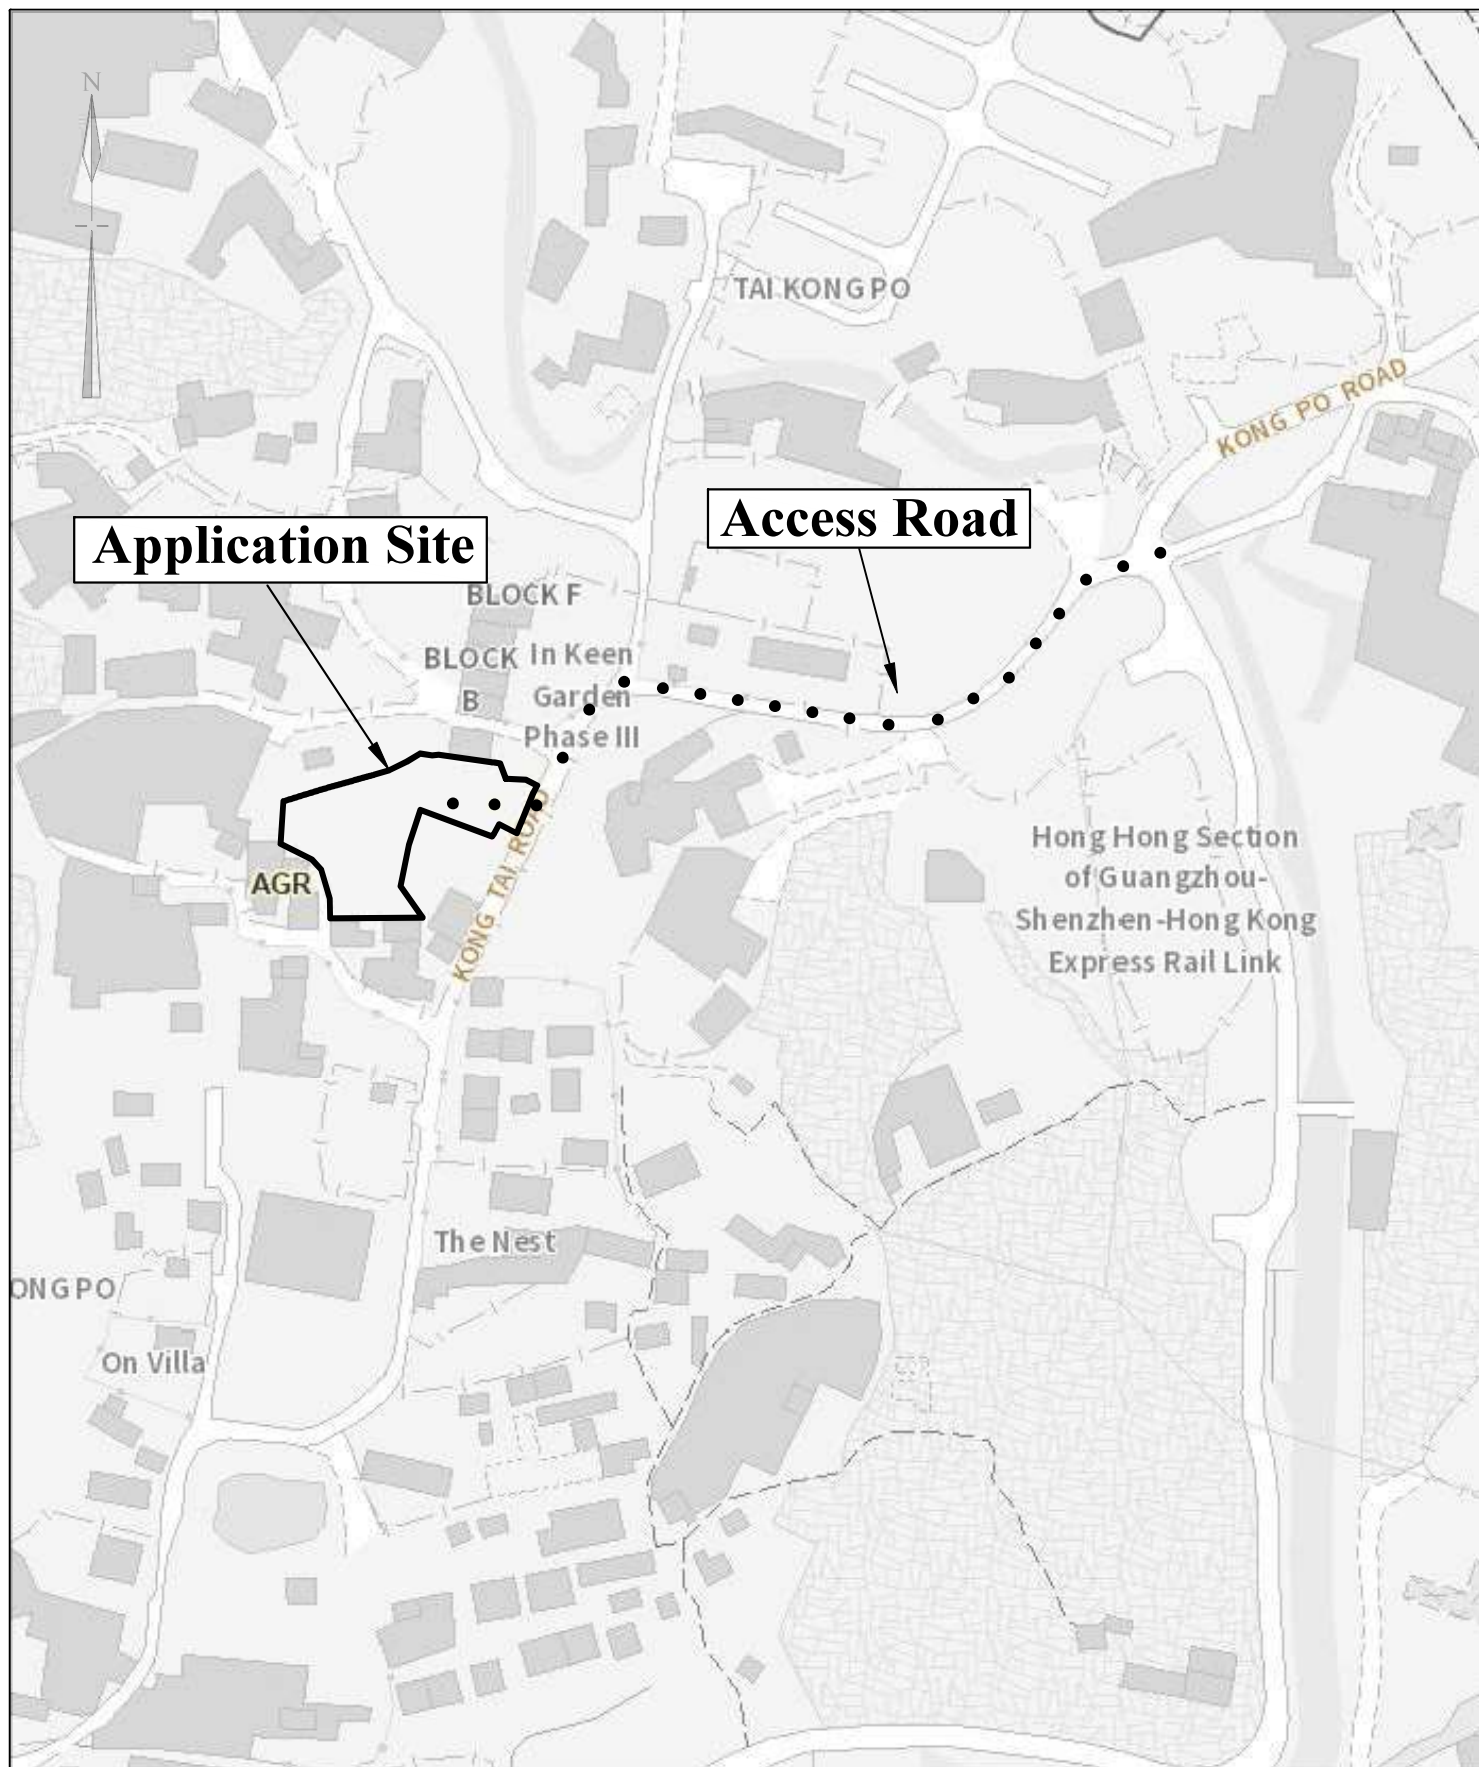 N
TAI KONG PO
KONG PO ROAD
Access Road
Application Site
BLOCK F
BLOCK
B
In Keen
Garden
Phase III
KONG TAI ROAD
AGR
Hong Hong Section
of Guangzhou-
Shenzhen-Hong Kong
Express Rail Link
The Nest
ONG PO
On Villa